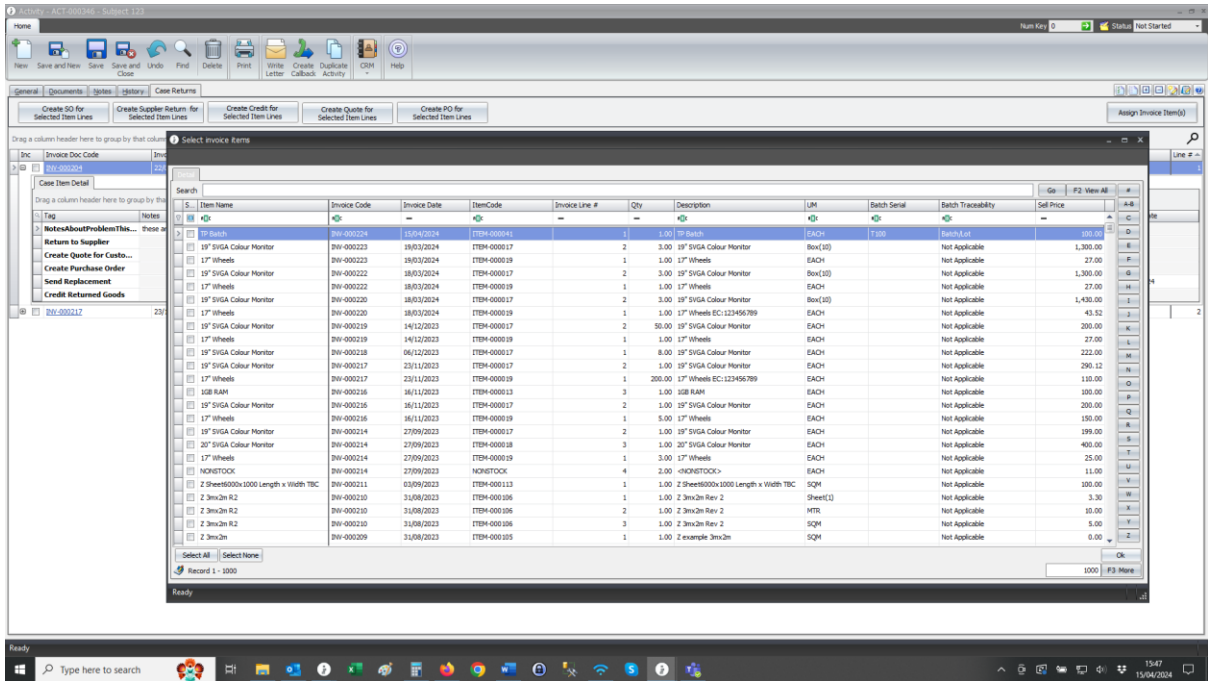 Activity - ACT-000346 - Subject 123
Home
Num Key 0 Status Not Started
New Save and New Save Save and Close Undo Find Delete Print Write Letter Create Callback Duplicate Activity CRM Help
General Documents Notes History Case Returns
Create SO for Selected Item Lines Create Supplier Return for Selected Item Lines Create Credit for Selected Item Lines Create Quote for Selected Item Lines Create PO for Selected Item Lines Assign Invoice Item(s)
Drag a column header here to group by that column
Inc Invoice Doc Code Line #
INV-000204 1
Case Item Detail
Drag a column header here to group by tha
Tag Notes
NotesAboutProblemThis... these ar
Return to Supplier
Create Quote for Custo...
Create Purchase Order
Send Replacement
Credit Returned Goods
INV-000217 23/ 2
Select invoice items
Detail
Search Go F2 View All #
S... Item Name Invoice Code Invoice Date ItemCode Invoice Line # Qty Description UM Batch Serial Batch Traceability Sell Price A-B
C
TP Batch INV-000224 15/04/2024 ITEM-000041 1 1.00 TP Batch EACH T100 Batch/Lot 100.00 D
19" SVGA Colour Monitor INV-000223 19/03/2024 ITEM-000017 2 3.00 19" SVGA Colour Monitor Box(10) Not Applicable 1,300.00 E
17" Wheels INV-000223 19/03/2024 ITEM-000019 1 1.00 17" Wheels EACH Not Applicable 27.00 F
19" SVGA Colour Monitor INV-000222 18/03/2024 ITEM-000017 2 3.00 19" SVGA Colour Monitor Box(10) Not Applicable 1,300.00 G
17" Wheels INV-000222 18/03/2024 ITEM-000019 1 1.00 17" Wheels EACH Not Applicable 27.00 H
19" SVGA Colour Monitor INV-000220 18/03/2024 ITEM-000017 2 3.00 19" SVGA Colour Monitor Box(10) Not Applicable 1,430.00 I
17" Wheels INV-000220 18/03/2024 ITEM-000019 1 1.00 17" Wheels EC:123456789 EACH Not Applicable 43.52 J
19" SVGA Colour Monitor INV-000219 14/12/2023 ITEM-000017 2 50.00 19" SVGA Colour Monitor EACH Not Applicable 200.00 K
17" Wheels INV-000219 14/12/2023 ITEM-000019 1 1.00 17" Wheels EACH Not Applicable 27.00 L
19" SVGA Colour Monitor INV-000218 06/12/2023 ITEM-000017 1 8.00 19" SVGA Colour Monitor EACH Not Applicable 222.00 M
19" SVGA Colour Monitor INV-000217 23/11/2023 ITEM-000017 2 1.00 19" SVGA Colour Monitor EACH Not Applicable 290.12 N
17" Wheels INV-000217 23/11/2023 ITEM-000019 1 200.00 17" Wheels EC:123456789 EACH Not Applicable 110.00 O
1GB RAM INV-000216 16/11/2023 ITEM-000013 3 1.00 1GB RAM EACH Not Applicable 100.00 P
19" SVGA Colour Monitor INV-000216 16/11/2023 ITEM-000017 2 1.00 19" SVGA Colour Monitor EACH Not Applicable 200.00 Q
17" Wheels INV-000216 16/11/2023 ITEM-000019 1 5.00 17" Wheels EACH Not Applicable 150.00
19" SVGA Colour Monitor INV-000214 27/09/2023 ITEM-000017 2 1.00 19" SVGA Colour Monitor EACH Not Applicable 199.00 R
20" SVGA Colour Monitor INV-000214 27/09/2023 ITEM-000018 3 1.00 20" SVGA Colour Monitor EACH Not Applicable 400.00 S
17" Wheels INV-000214 27/09/2023 ITEM-000019 1 3.00 17" Wheels EACH Not Applicable 25.00 T
NONSTOCK INV-000214 27/09/2023 NONSTOCK 4 2.00 <NONSTOCK> EACH Not Applicable 11.00 U
Z Sheet6000x1000 Length x Width TBC INV-000211 03/09/2023 ITEM-000113 1 1.00 Z Sheet6000x1000 Length x Width TBC SQM Not Applicable 100.00 V
Z 3mx2m R2 INV-000210 31/08/2023 ITEM-000106 1 1.00 Z 3mx2m Rev 2 Sheet(1) Not Applicable 3.30 W
Z 3mx2m R2 INV-000210 31/08/2023 ITEM-000106 2 1.00 Z 3mx2m Rev 2 MTR Not Applicable 10.00 X
Z 3mx2m R2 INV-000210 31/08/2023 ITEM-000106 3 1.00 Z 3mx2m Rev 2 SQM Not Applicable 5.00 Y
Z 3mx2m INV-000209 31/08/2023 ITEM-000105 1 1.00 Z example 3mx2m SQM Not Applicable 0.00 Z
Select All Select None Ok
Record 1 - 1000 1000 F3 More
Ready
Ready
Type here to search
15:47
15/04/2024